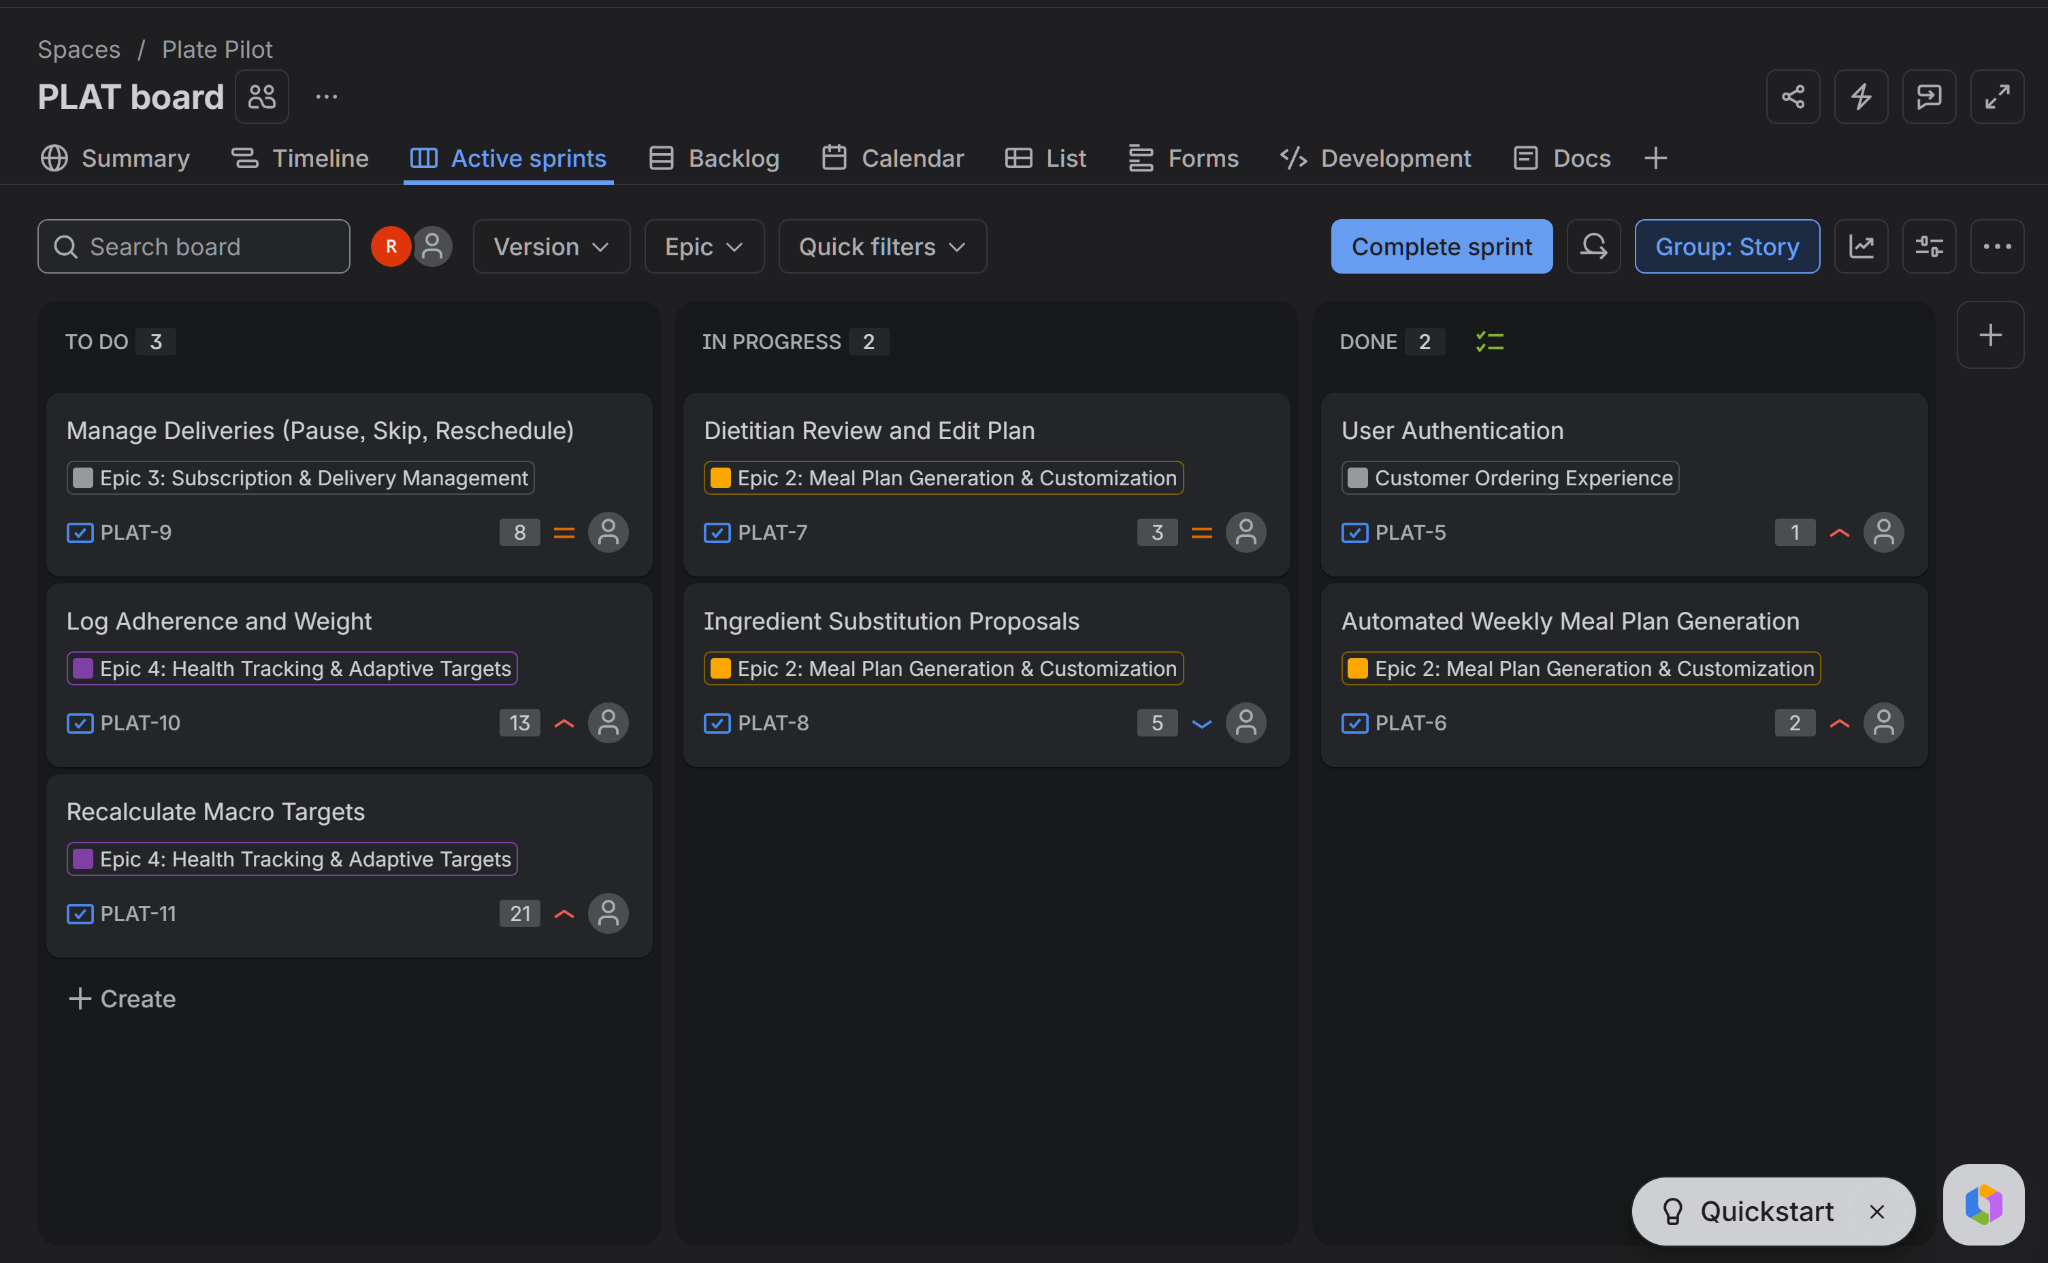 Spaces / Plate Pilot
PLAT board
Summary Timeline Active sprints Backlog Calendar List Forms Development Docs
Search board R Version Epic Quick filters Complete sprint Group: Story
TO DO 3
Manage Deliveries (Pause, Skip, Reschedule)
Epic 3: Subscription & Delivery Management
PLAT-9 8
Log Adherence and Weight
Epic 4: Health Tracking & Adaptive Targets
PLAT-10 13
Recalculate Macro Targets
Epic 4: Health Tracking & Adaptive Targets
PLAT-11 21
Create
IN PROGRESS 2
Dietitian Review and Edit Plan
Epic 2: Meal Plan Generation & Customization
PLAT-7 3
Ingredient Substitution Proposals
Epic 2: Meal Plan Generation & Customization
PLAT-8 5
DONE 2
User Authentication
Customer Ordering Experience
PLAT-5 1
Automated Weekly Meal Plan Generation
Epic 2: Meal Plan Generation & Customization
PLAT-6 2
Quickstart